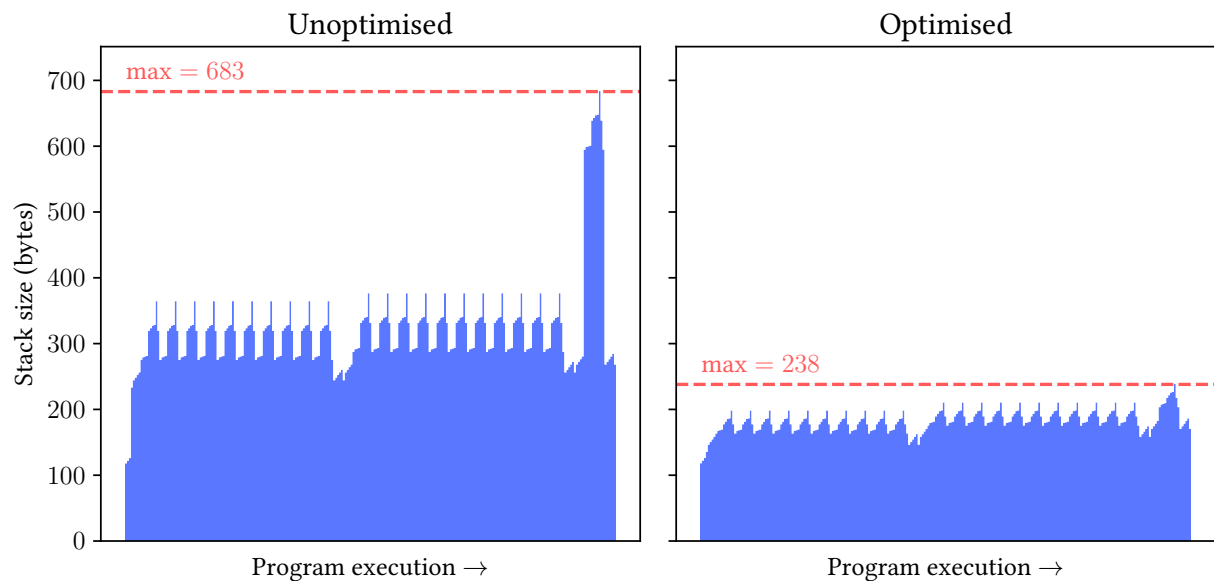 Unoptimised
Optimised
max = 683
max = 238
Stack size (bytes)
700
600
500
400
300
200
100
0
Program execution →
Program execution →